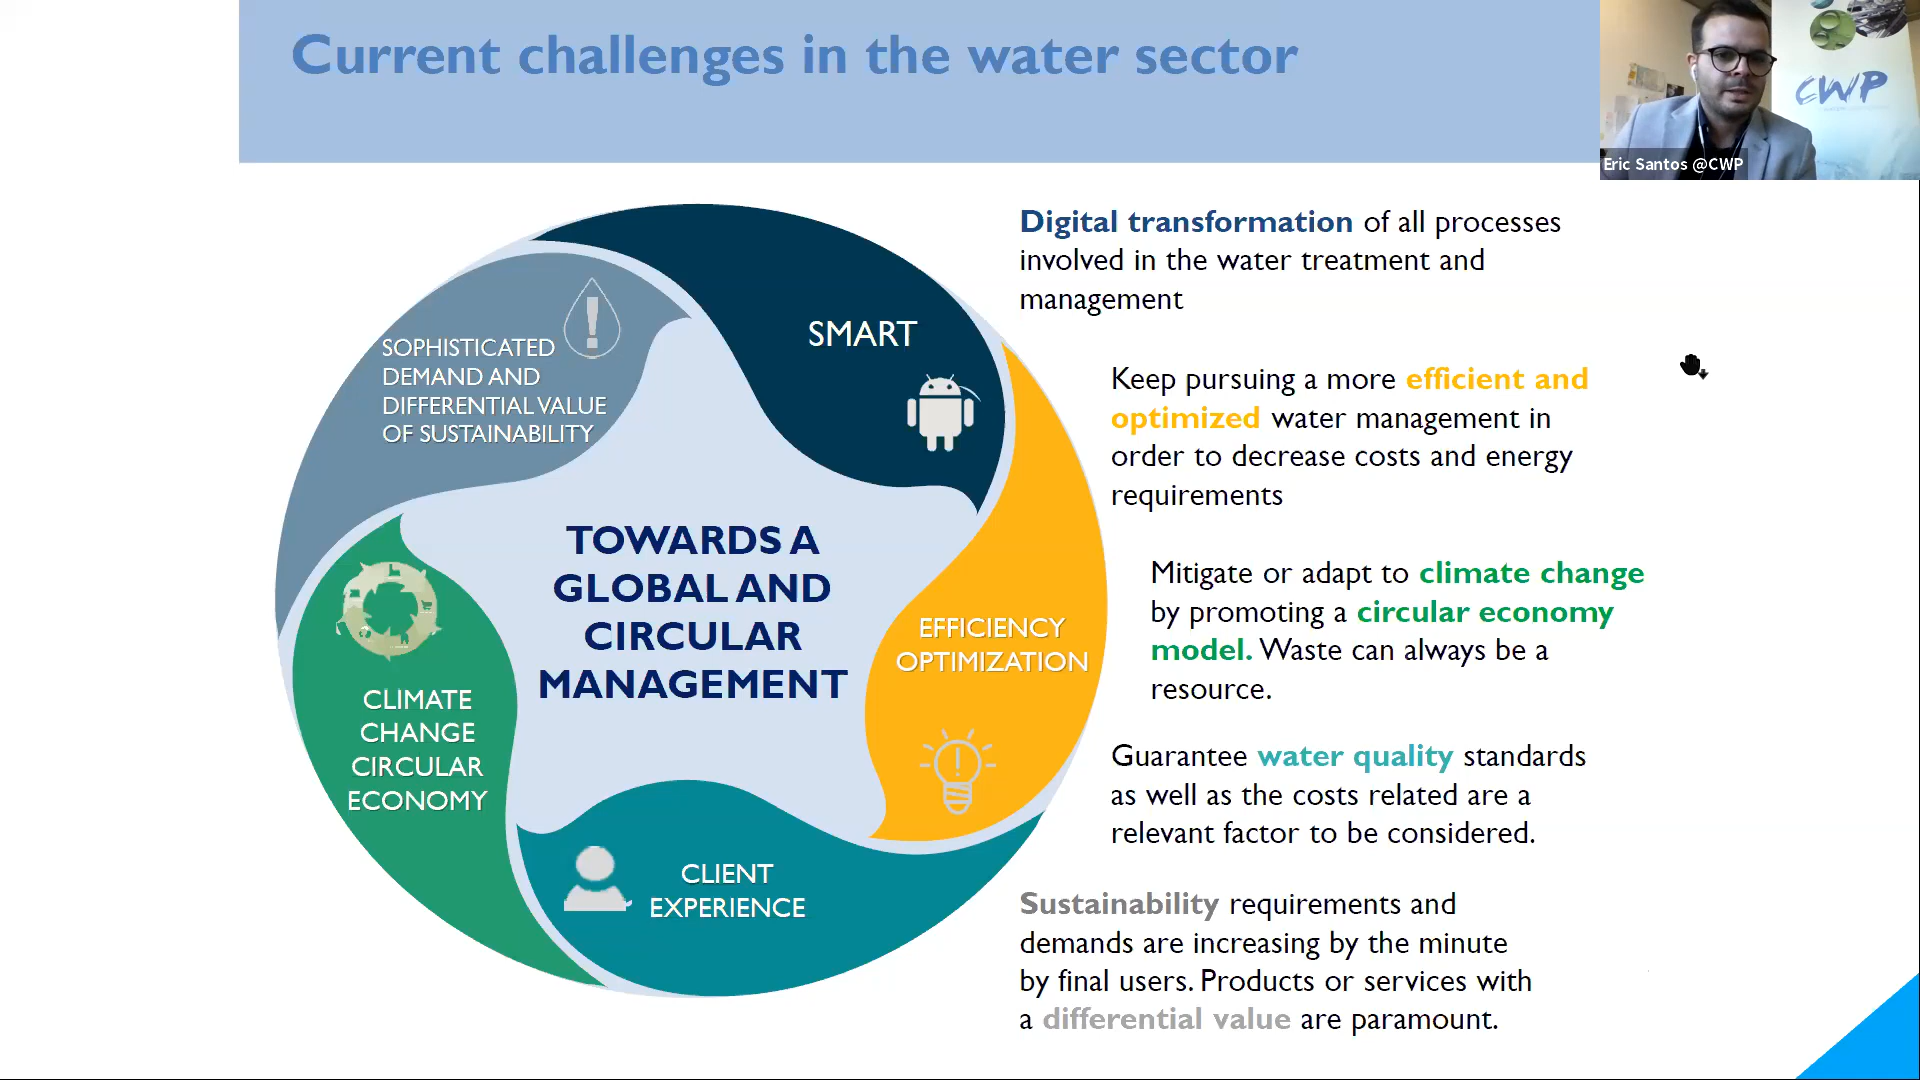 Current challenges in the water sector
CWP
Eric Santos @CWP
SMART
SOPHISTICATED
DEMAND AND
DIFFERENTIAL VALUE
OF SUSTAINABILITY
TOWARDS A
GLOBAL AND
CIRCULAR
MANAGEMENT
EFFICIENCY
OPTIMIZATION
CLIMATE
CHANGE
CIRCULAR
ECONOMY
CLIENT
EXPERIENCE
Digital transformation of all processes
involved in the water treatment and
management
Keep pursuing a more efficient and
optimized water management in
order to decrease costs and energy
requirements
Mitigate or adapt to climate change
by promoting a circular economy
model. Waste can always be a
resource.
Guarantee water quality standards
as well as the costs related are a
relevant factor to be considered.
Sustainability requirements and
demands are increasing by the minute
by final users. Products or services with
a differential value are paramount.